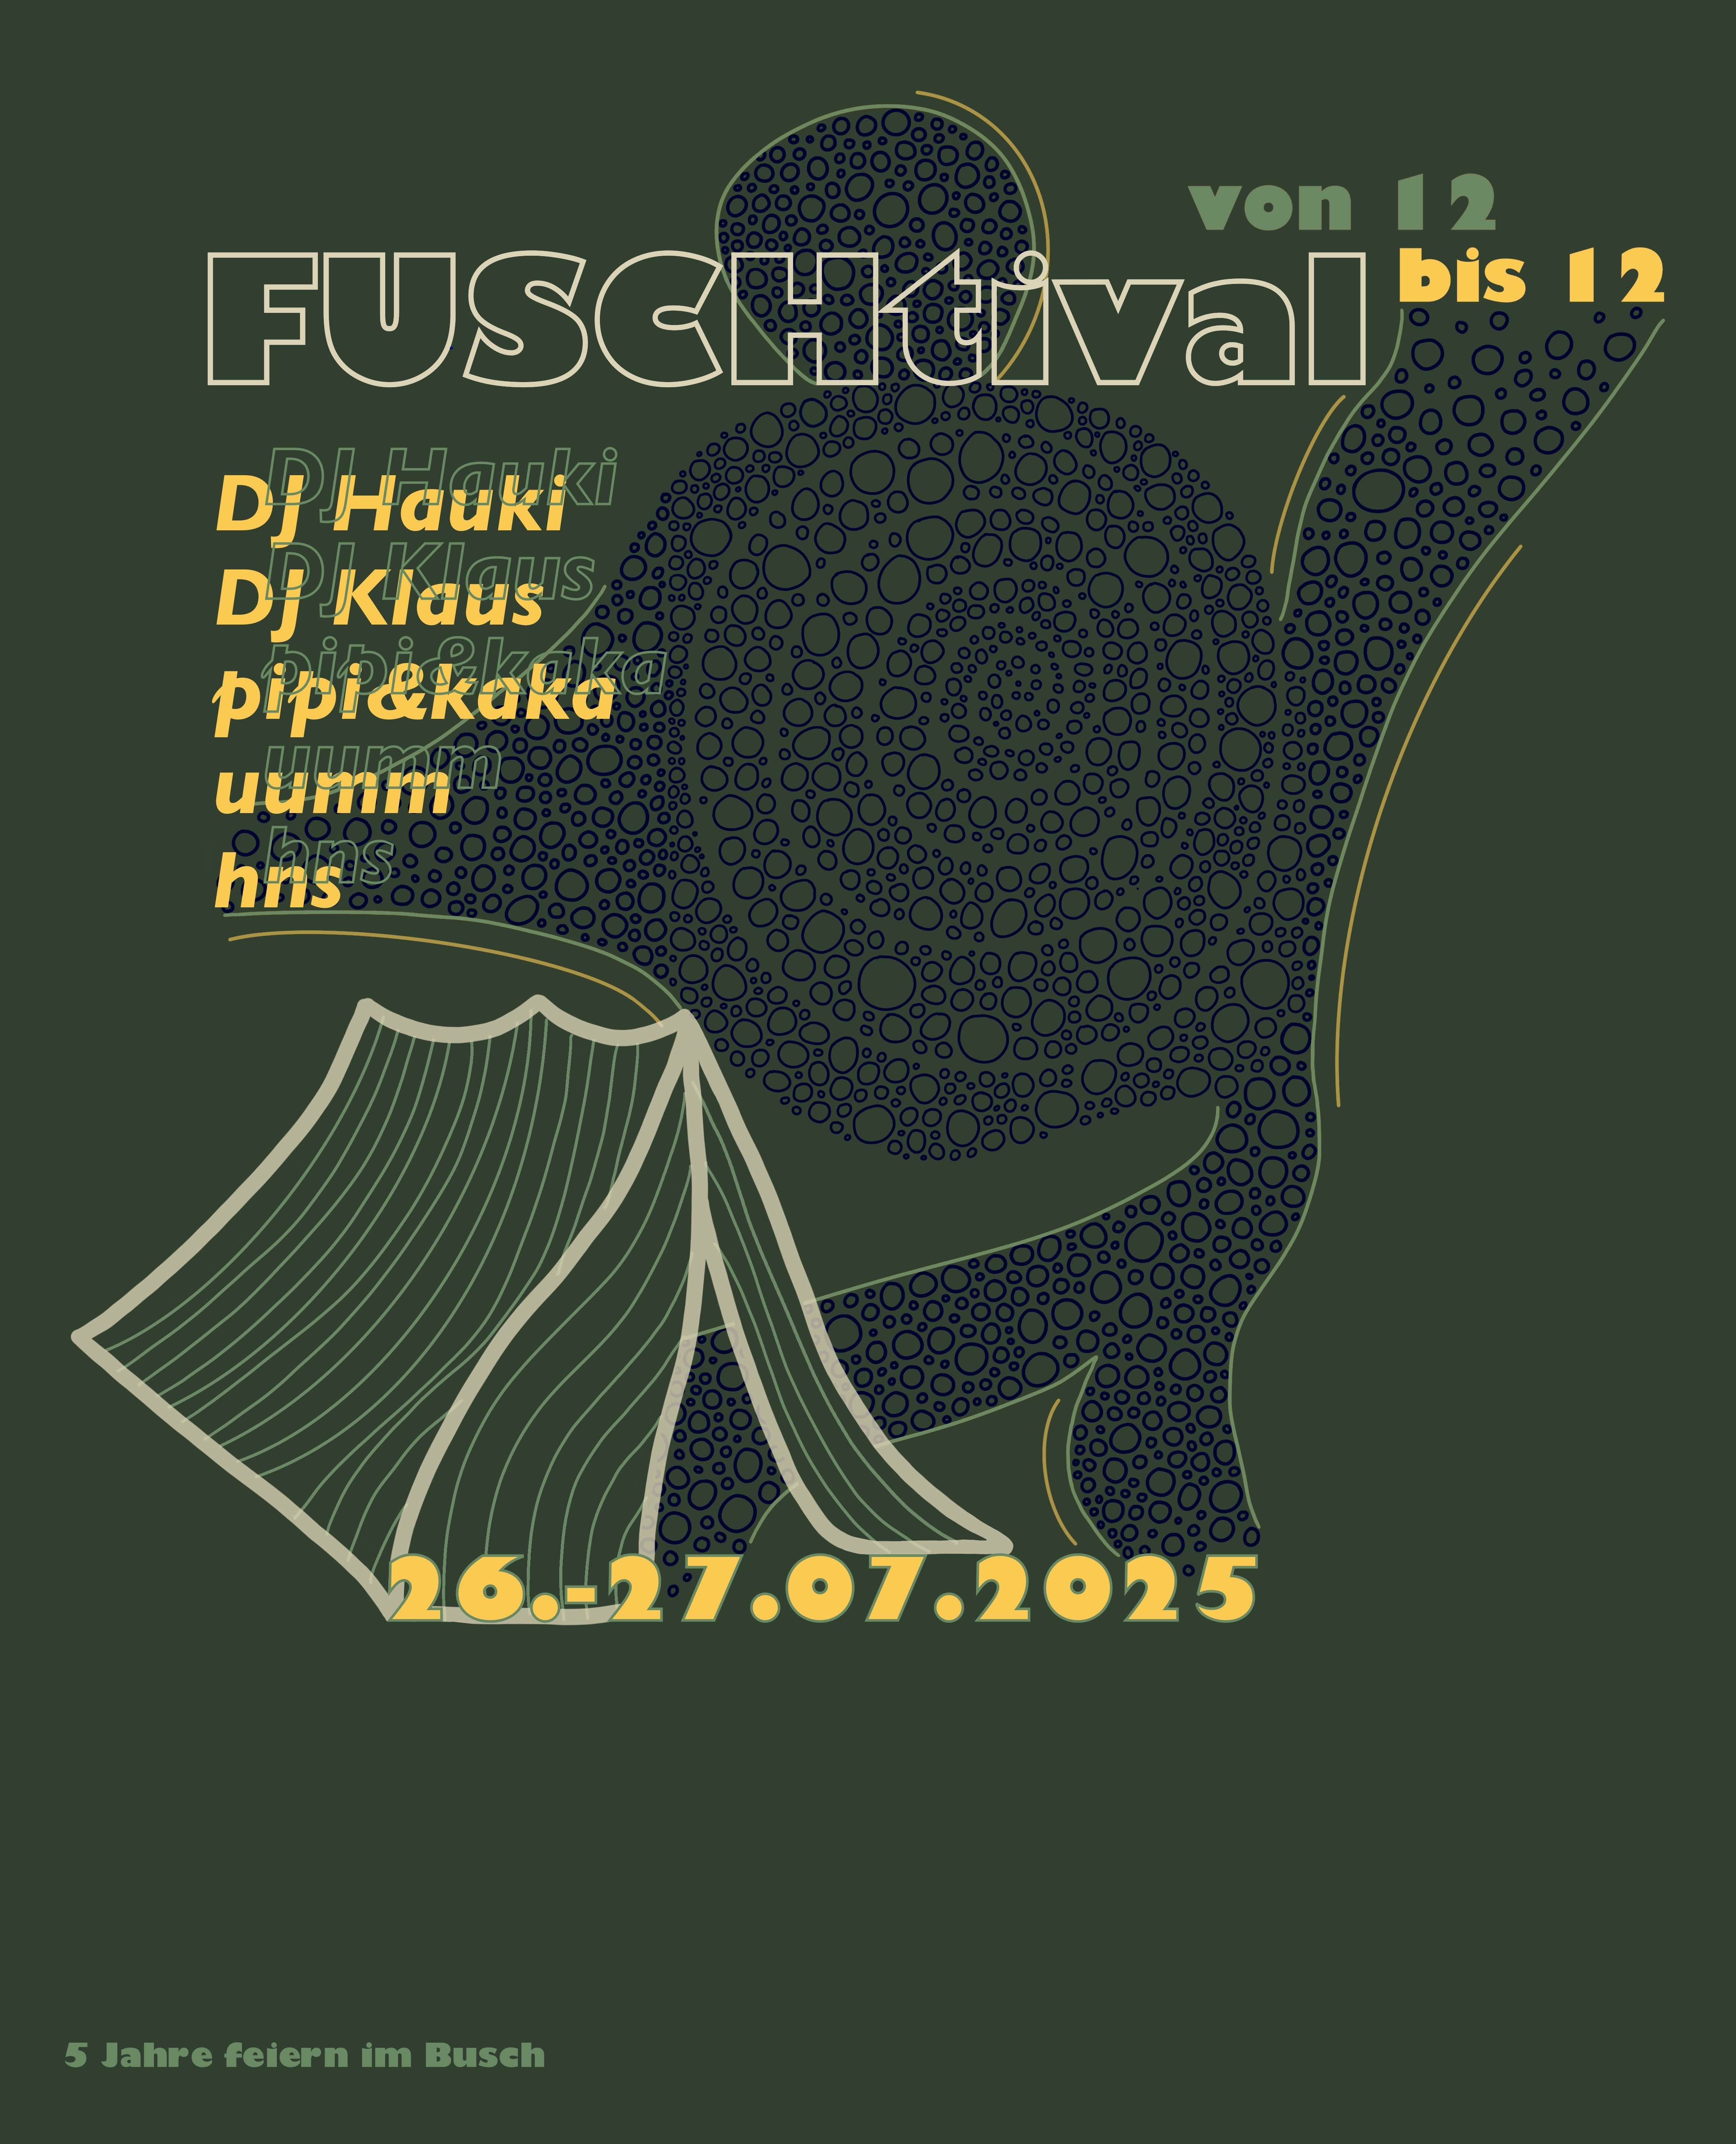 von 12
FUSCHtival
bis 12
DJ Hauki
DJ Klaus
pipi&kaka
uumm
hns
26.-27.07.2025
5 Jahre feiern im Busch